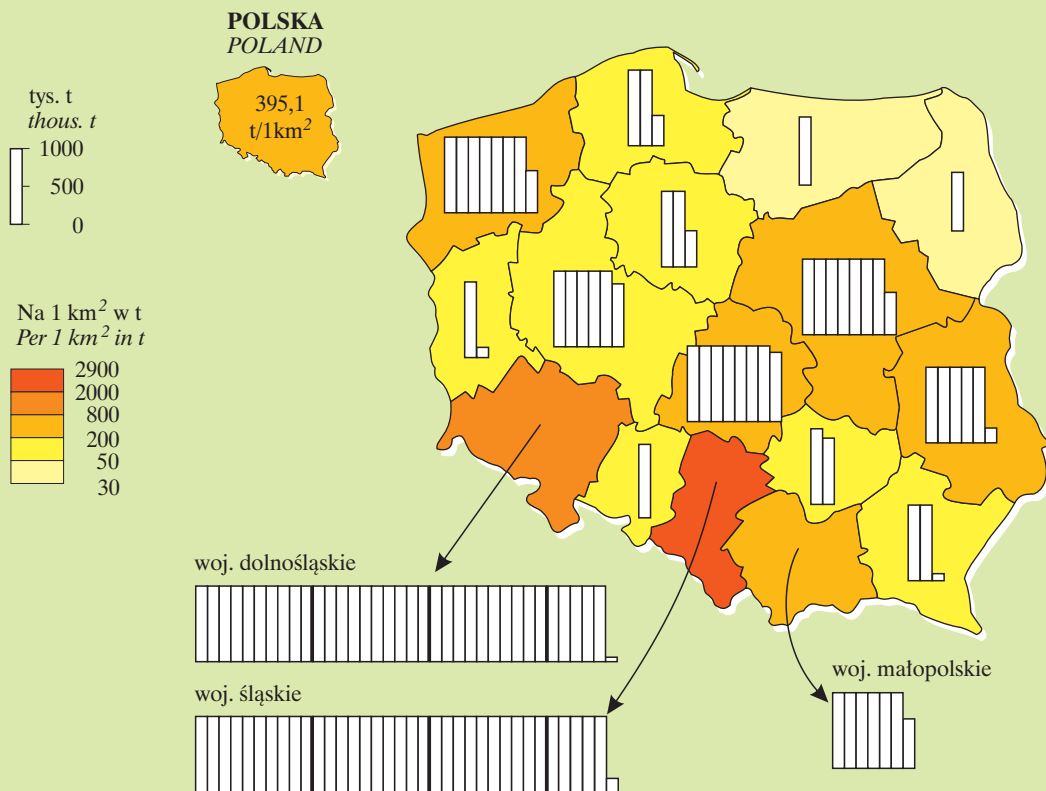 POLSKA
POLAND
395,1
t/1km²
tys. t
thous. t
1000
500
0
Na 1 km² w t
Per 1 km² in t
2900
2000
800
200
50
30
woj. dolnośląskie
woj. śląskie
woj. małopolskie